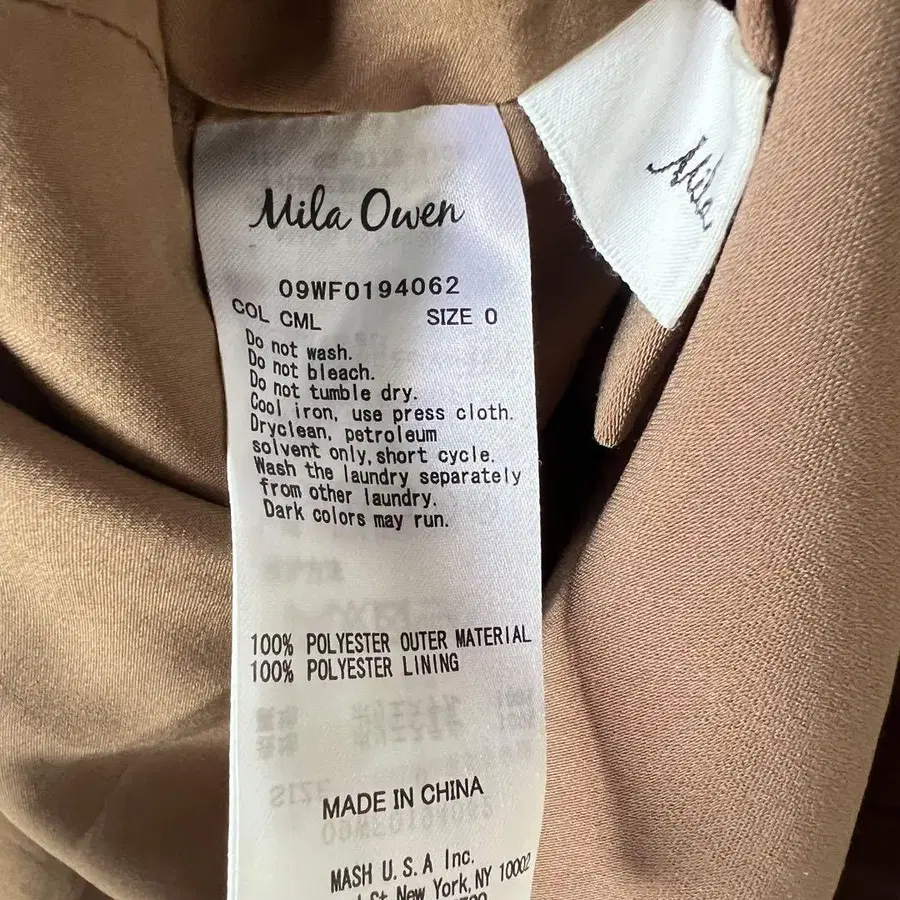 Mila Owen
Mila
09WF0194062
COL CML SIZE 0
Do not wash.
Do not bleach.
Do not tumble dry.
Cool iron, use press cloth.
Dryclean, petroleum
solvent only, short cycle.
Wash the laundry separately
from other laundry.
Dark colors may run.
100% POLYESTER OUTER MATERIAL
100% POLYESTER LINING
MADE IN CHINA
MASH U.S.A Inc.
St New York, NY 10002